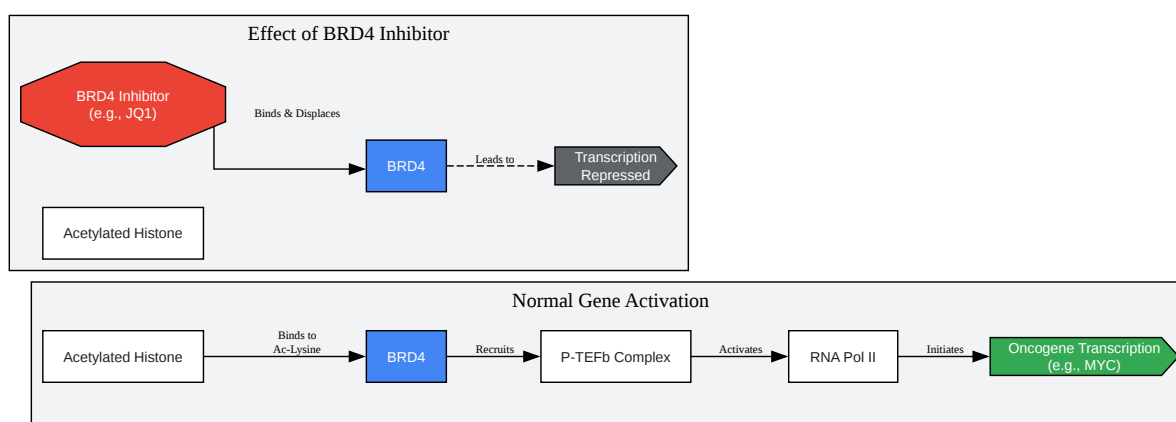 Effect of BRD4 Inhibitor
BRD4 Inhibitor
(e.g., JQ1)
Binds & Displaces
BRD4
Leads to
Transcription
Repressed
Acetylated Histone
Normal Gene Activation
Acetylated Histone
Binds to
Ac-Lysine
BRD4
Recruits
P-TEFb Complex
Activates
RNA Pol II
Initiates
Oncogene Transcription
(e.g., MYC)